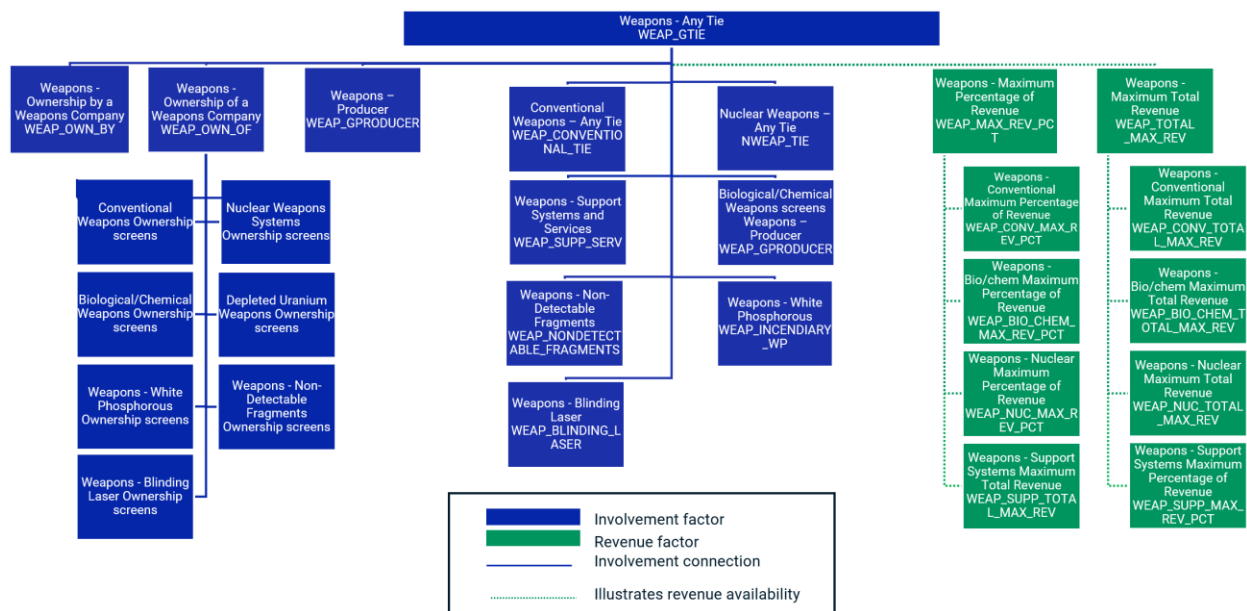 Weapons - Any Tie
WEAP_GTIE
Weapons -
Ownership by a
Weapons Company
WEAP_OWN_BY
Weapons -
Ownership of a
Weapons Company
WEAP_OWN_OF
Weapons –
Producer
WEAP_GPRODUCER
Conventional
Weapons – Any Tie
WEAP_CONVENTIO
NAL_TIE
Nuclear Weapons –
Any Tie
NWEAP_TIE
Weapons - Maximum
Percentage of
Revenue
WEAP_MAX_REV_PC
T
Weapons -
Maximum Total
Revenue
WEAP_TOTAL
_MAX_REV
Conventional
Weapons Ownership
screens
Nuclear Weapons
Systems
Ownership screens
Weapons - Support
Systems and
Services
WEAP_SUPP_SERV
Biological/Chemical
Weapons screens
Weapons –
Producer
WEAP_GPRODUCER
Weapons -
Conventional
Maximum Percentage
of Revenue
WEAP_CONV_MAX_R
EV_PCT
Weapons -
Conventional
Maximum Total
Revenue
WEAP_CONV_TOTA
L_MAX_REV
Biological/Chemical
Weapons Ownership
screens
Depleted Uranium
Weapons Ownership
screens
Weapons - Non-
Detectable
Fragments
WEAP_NONDETECT
ABLE_FRAGMENTS
Weapons - White
Phosphorous
WEAP_INCENDIARY
_WP
Weapons -
Bio/chem Maximum
Percentage of
Revenue
WEAP_BIO_CHEM_
MAX_REV_PCT
Weapons -
Bio/chem Maximum
Total Revenue
WEAP_BIO_CHEM_T
OTAL_MAX_REV
Weapons - White
Phosphorous
Ownership screens
Weapons - Non-
Detectable
Fragments
Ownership screens
Weapons - Blinding
Laser
WEAP_BLINDING_L
ASER
Weapons - Nuclear
Maximum
Percentage of
Revenue
WEAP_NUC_MAX_R
EV_PCT
Weapons - Nuclear
Maximum Total
Revenue
WEAP_NUC_TOTAL
_MAX_REV
Weapons - Blinding
Laser Ownership
screens
Weapons - Support
Systems Maximum
Total Revenue
WEAP_SUPP_TOTA
L_MAX_REV
Weapons - Support
Systems Maximum
Percentage of
Revenue
WEAP_SUPP_MAX_
REV_PCT
Involvement factor
Revenue factor
Involvement connection
Illustrates revenue availability